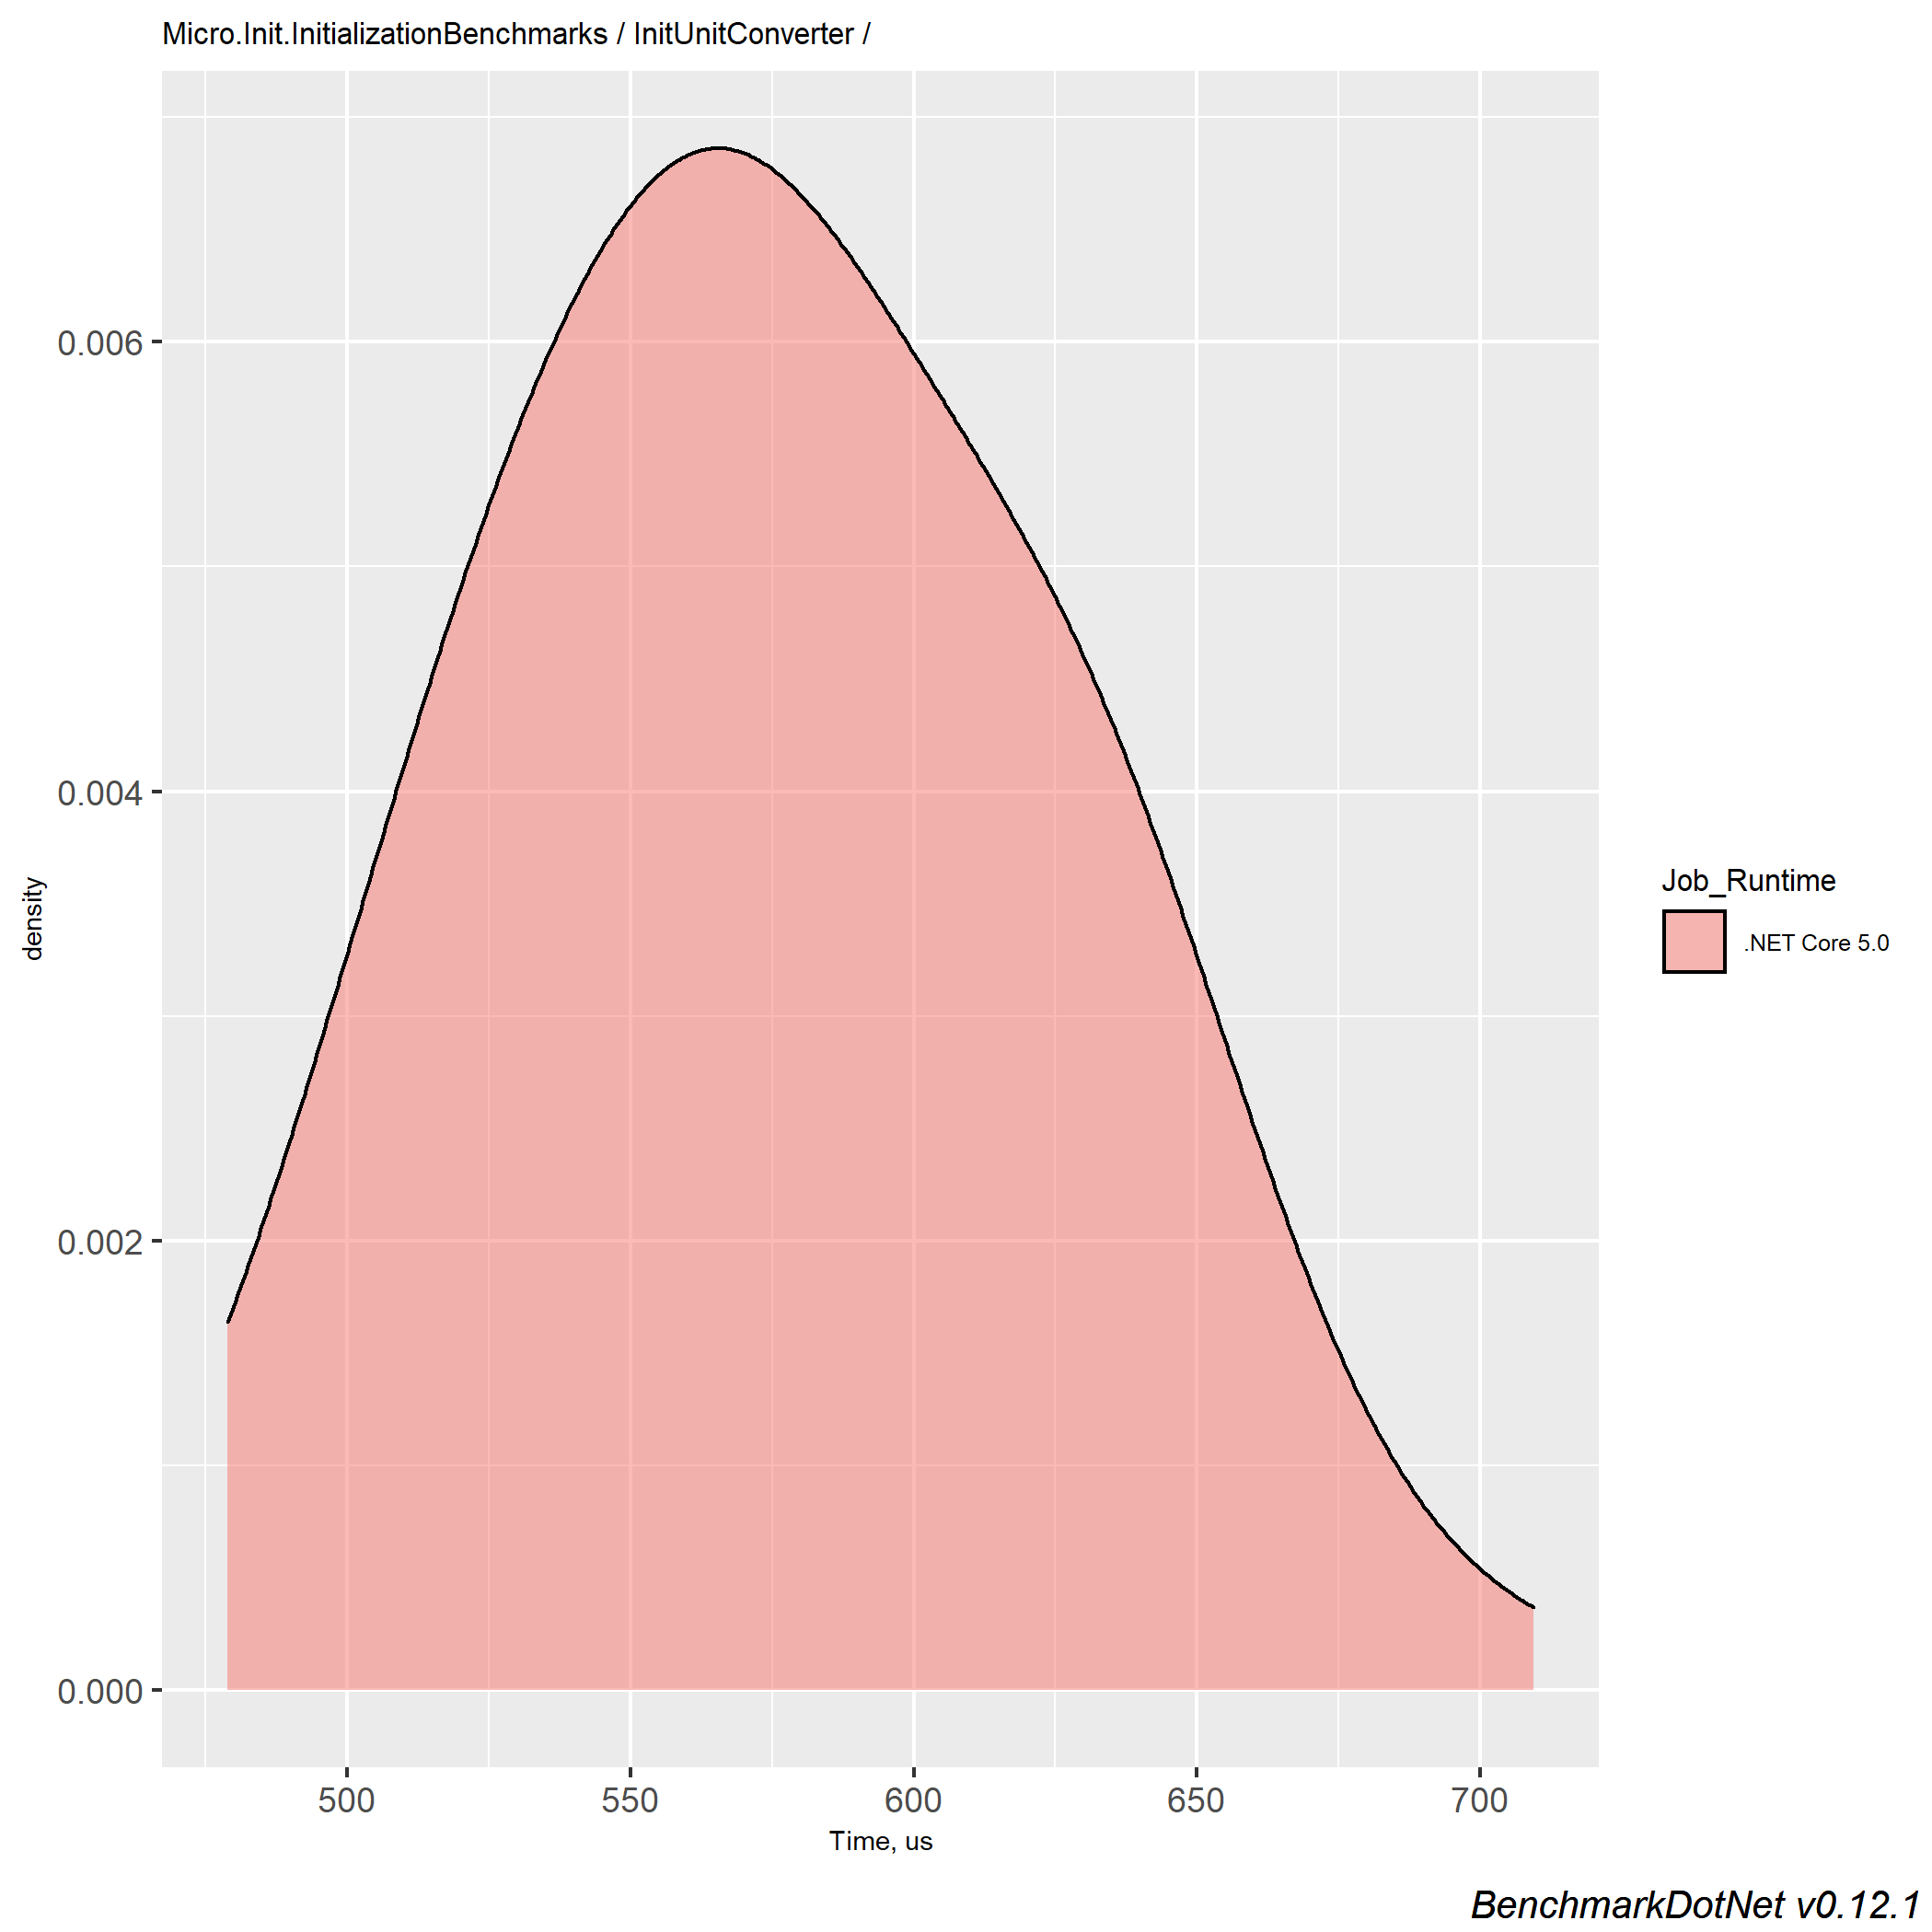 Micro.Init.InitializationBenchmarks / InitUnitConverter /
0.006
0.004
0.002
0.000
density
500 550 600 650 700
Time, us
Job_Runtime
.NET Core 5.0
BenchmarkDotNet v0.12.1